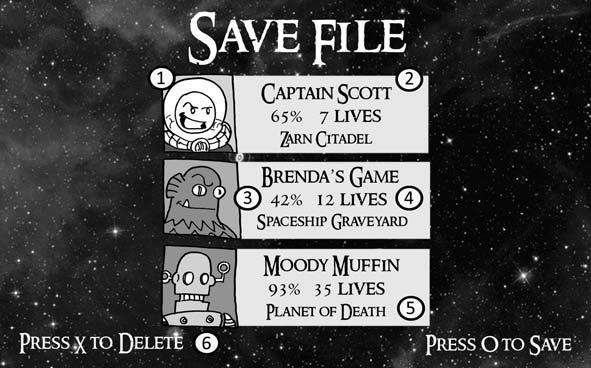 SAVE FILE
1
2
CAPTAIN SCOTT
65% 7 LIVES
ZARN CITADEL
BRENDA'S GAME
3 42% 12 LIVES 4
SPACESHIP GRAVEYARD
MOODY MUFFIN
93% 35 LIVES
PLANET OF DEATH 5
PRESS X TO DELETE 6
PRESS O TO SAVE